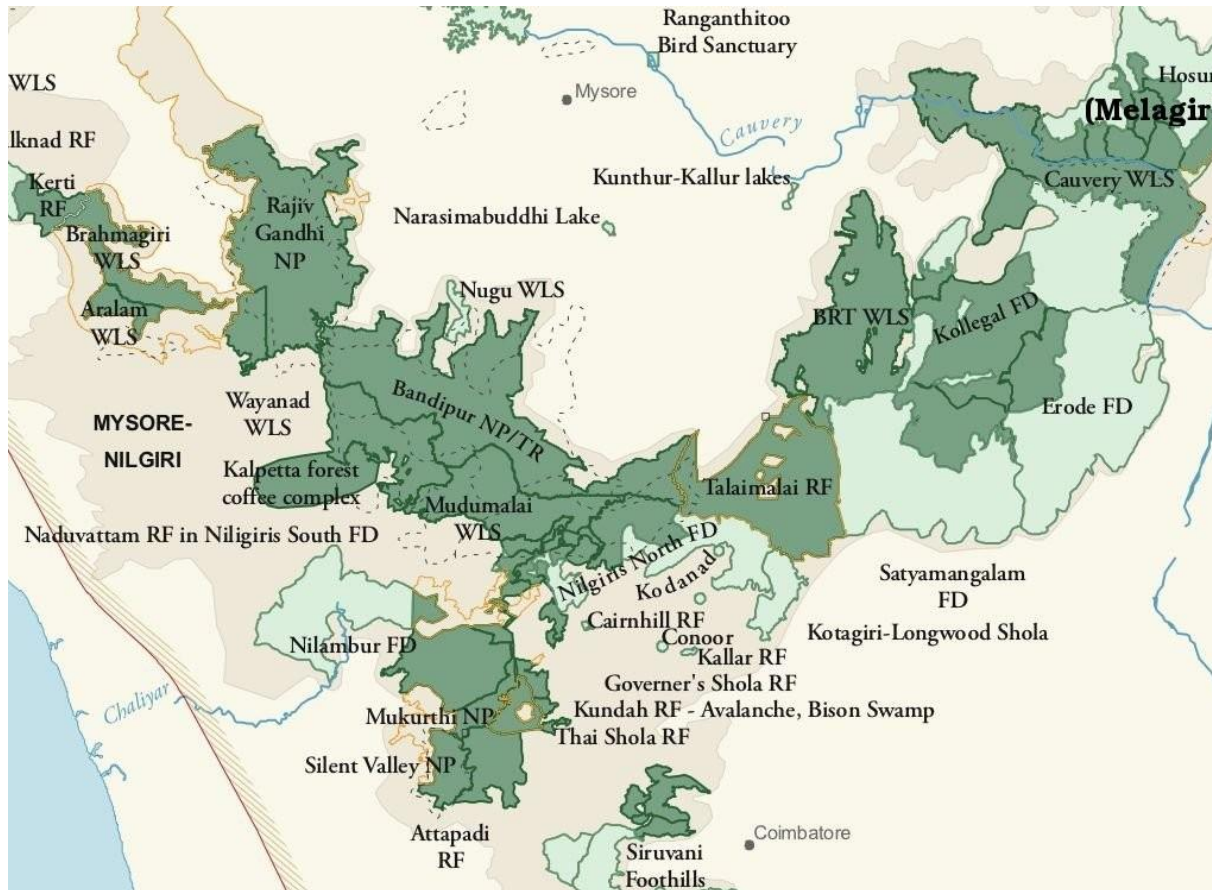 Ranganthitoo
Bird Sanctuary
Hosur
WLS
Mysore
(Melagir
Cauvery
lknad RF
Kerti
RF
Kunthur-Kallur lakes
Cauvery WLS
Rajiv
Gandhi
NP
Narasimabuddhi Lake
Brahmagiri
WLS
Nugu WLS
Aralam
WLS
BRT WLS
Kollegal FD
Wayanad
WLS
Bandipur NP/TR
Erode FD
MYSORE-
NILGIRI
Kalpetta forest
coffee complex
Mudumalai
WLS
Talaimalai RF
Naduvattam RF in Niligiris South FD
Nilgiris North FD
Kodanad
Satyamangalam
FD
Cairnhill RF
Kotagiri-Longwood Shola
Conoor
Nilambur FD
Kallar RF
Governer's Shola RF
Chaliyar
Mukurthi NP
Kundah RF - Avalanche, Bison Swamp
Thai Shola RF
Silent Valley NP
Attapadi
RF
Coimbatore
Siruvani
Foothills